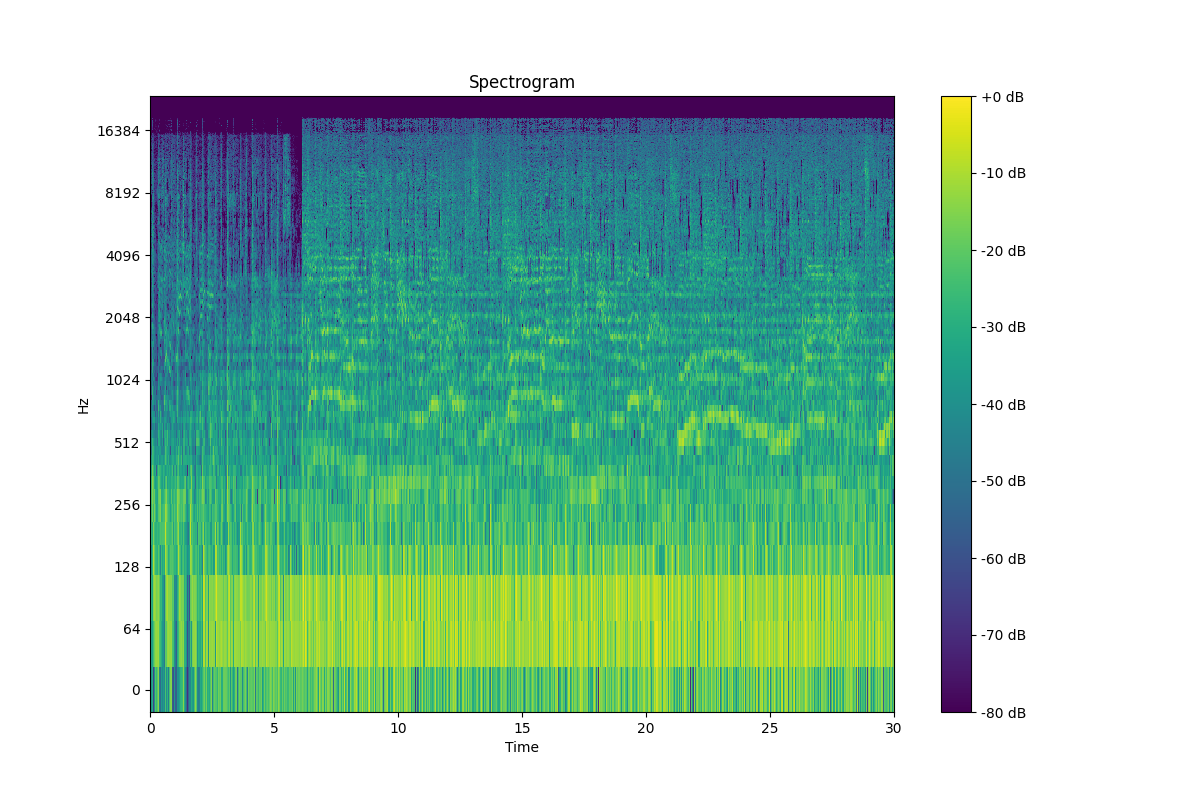 Spectrogram
Hz
16384
8192
4096
2048
1024
512
256
128
64
0
0 5 10 15 20 25 30
Time
+0 dB
-10 dB
-20 dB
-30 dB
-40 dB
-50 dB
-60 dB
-70 dB
-80 dB